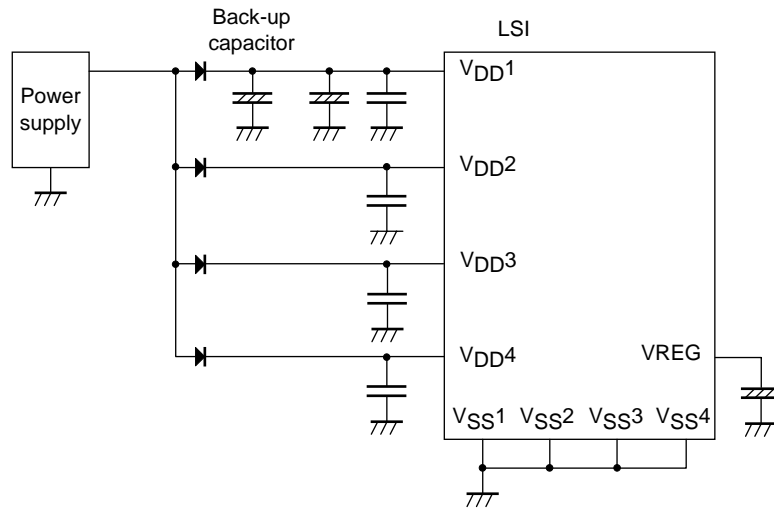 Back-up
capacitor
LSI
Power
supply
VDD1
VDD2
VDD3
VDD4
VREG
VSS1 VSS2 VSS3 VSS4